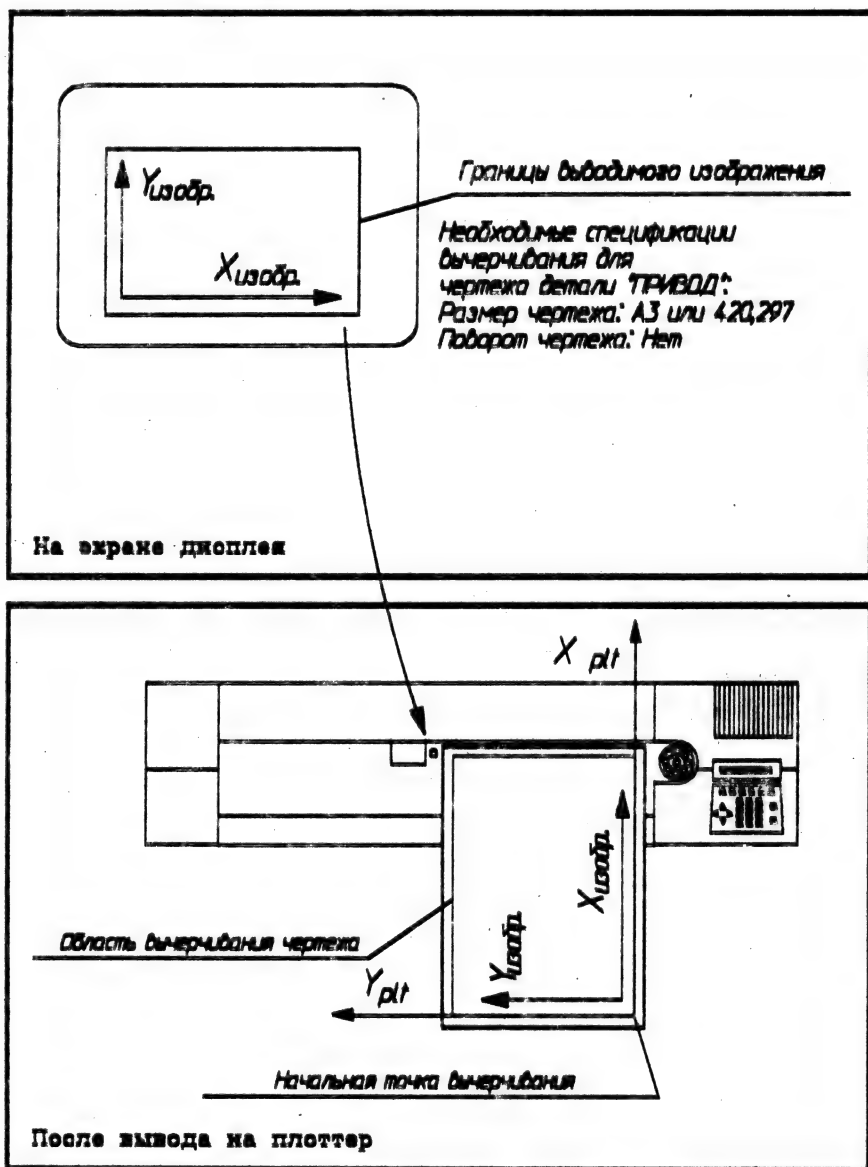 Yизобр.
Xизобр.
Границы выводимого изображения
Необходимые спецификации
вычерчивания для
чертежа детали "ПРИВОД":
Размер чертежа: А3 или 420,297
Поворот чертежа: Нет
На экране дисплея
X plt
Xизобр.
Yизобр.
Область вычерчивания чертежа
Y plt
Начальная точка вычерчивания
После вывода на плоттер